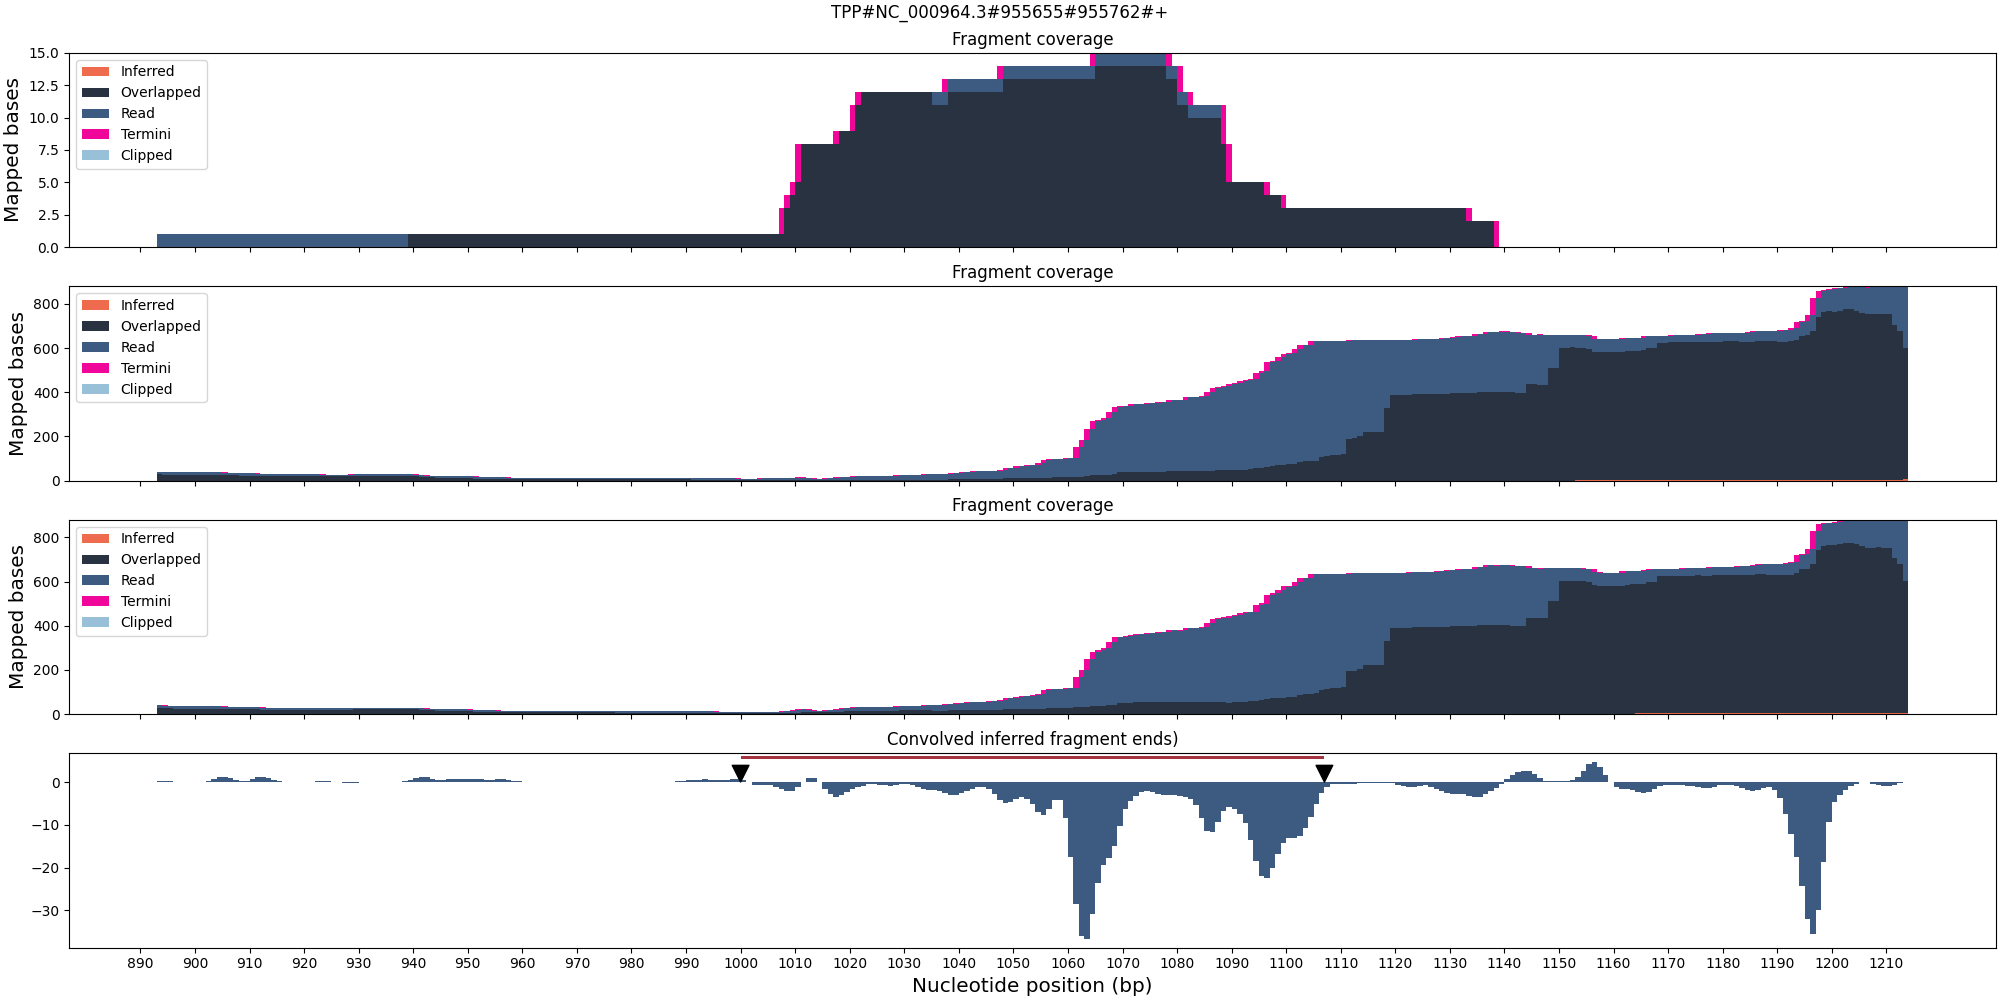 TPP#NC_000964.3#955655#955762#+
Fragment coverage
Mapped bases
15.0
12.5
10.0
7.5
5.0
2.5
0.0
Inferred
Overlapped
Read
Termini
Clipped
Fragment coverage
Mapped bases
800
600
400
200
0
Inferred
Overlapped
Read
Termini
Clipped
Fragment coverage
Mapped bases
800
600
400
200
0
Inferred
Overlapped
Read
Termini
Clipped
Convolved inferred fragment ends)
0
−10
−20
−30
890 900 910 920 930 940 950 960 970 980 990 1000 1010 1020 1030 1040 1050 1060 1070 1080 1090 1100 1110 1120 1130 1140 1150 1160 1170 1180 1190 1200 1210
Nucleotide position (bp)